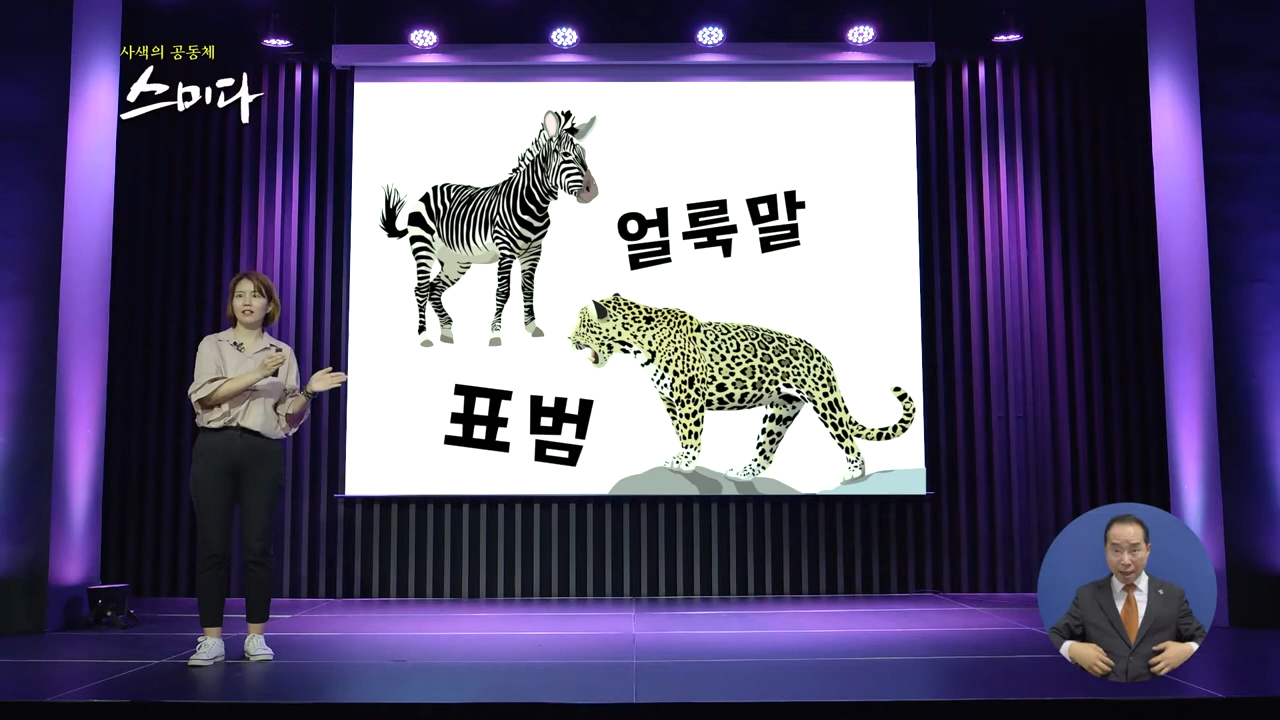 사색의 공동체
스미다
얼룩말
표범